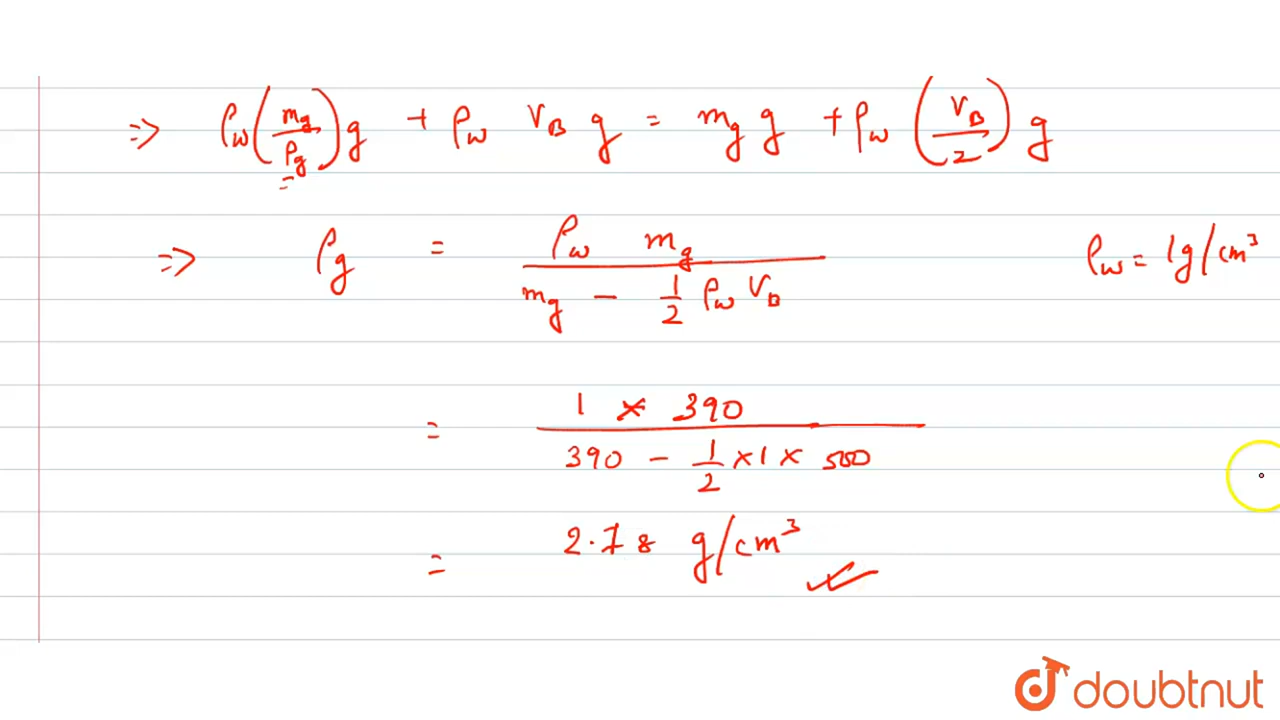 ⇒ ρw(mg/ρg)g + ρw VB g = mg g + ρw(VB/2)g
⇒ ρg = ρw mg / (mg − 1/2 ρw VB)
ρw = 1g/cm³
= 1 × 390 / (390 − 1/2 × 1 × 500)
= 2.78 g/cm³
doubtnut